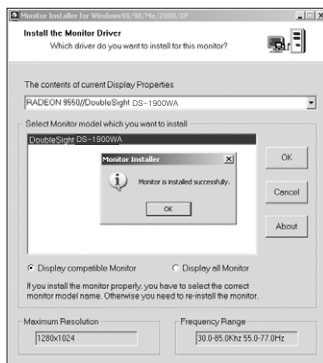 Monitor Installer for Windows95/98/Me/2000/XP
Install the Monitor Driver
Which driver do you want to install for this monitor?
The contents of current Display Properties
RADEON 9550//DoubleSight DS-1900WA
Select Monitor model which you want to install
DoubleSight DS-1900WA
Monitor Installer
Monitor is installed successfully.
OK
OK
Cancel
About
Display compatible Monitor
Display all Monitor
If you install the monitor properly, you have to select the correct
monitor model name. Otherwise you need to re-install the monitor.
Maximum Resolution
1280x1024
Frequency Range
30.0-85.0Khz 55.0-77.0Hz